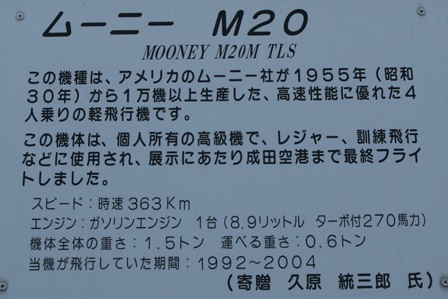 ムーニー M20
MOONEY M20M TLS
この機種は、アメリカのムーニー社が1955年（昭和
30年）から1万機以上生産した、高速性能に優れた4
人乗りの軽飛行機です。
この機体は、個人所有の高級機で、レジャー、訓練飛行
などに使用され、展示にあたり成田空港まで最終フライ
トしました。
スピード：時速363Km
エンジン：ガソリンエンジン 1台（8.9リットル ターボ付270馬力）
機体全体の重さ：1.5トン 運べる重さ：0.6トン
当機が飛行していた期間：1992～2004
（寄贈 久原 統三郎 氏）